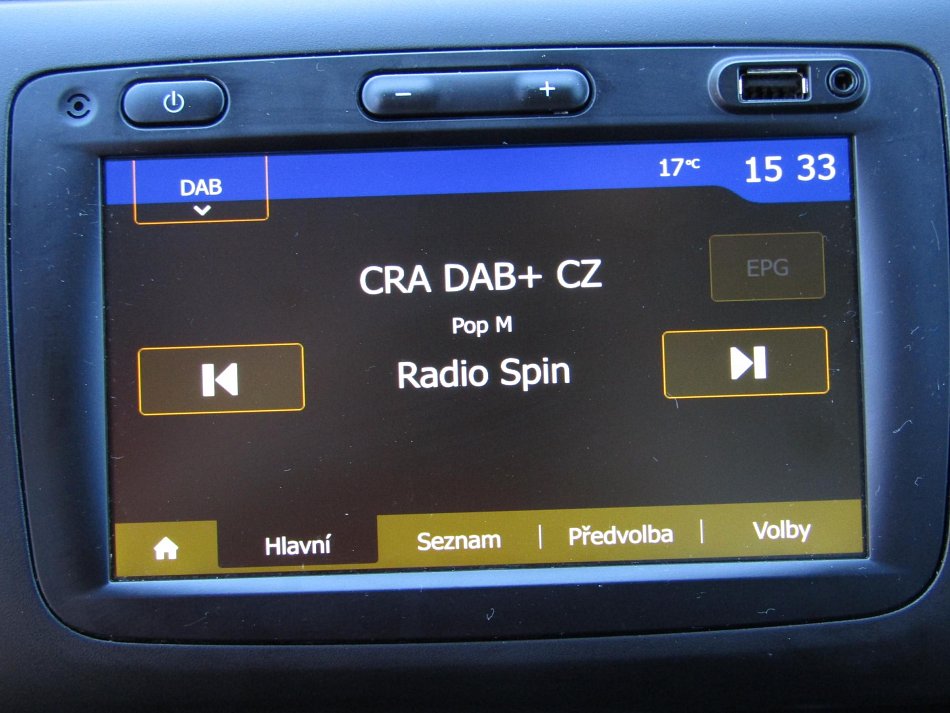 − +
DAB 17°C 15 33
CRA DAB+ CZ
EPG
Pop M
Radio Spin
Hlavní Seznam Předvolba Volby